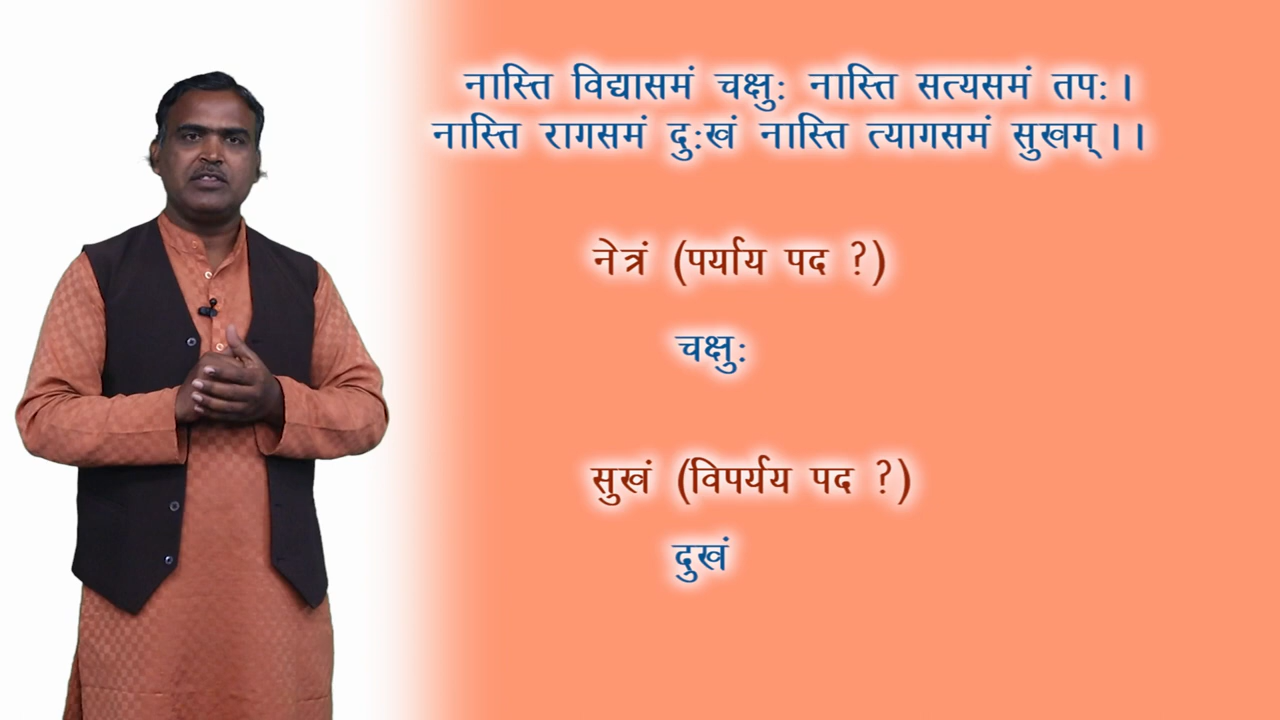 नास्ति विद्यासमं चक्षु: नास्ति सत्यसमं तप: ।
नास्ति रागसमं दु:खं नास्ति त्यागसमं सुखम् ।।
नेत्रं (पर्याय पद ?)
चक्षु:
सुखं (विपर्यय पद ?)
दुखं